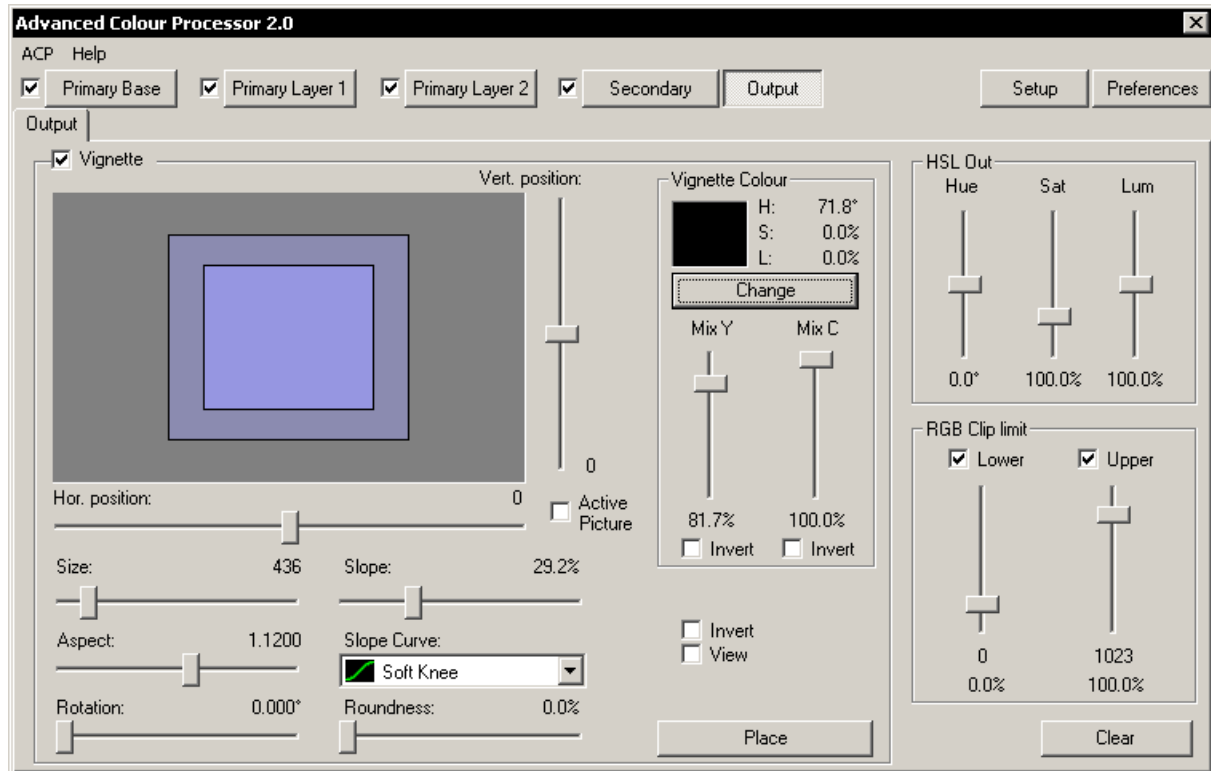 Advanced Colour Processor 2.0
ACP Help
Primary Base Primary Layer 1 Primary Layer 2 Secondary Output Setup Preferences
Output
Vignette
Vert. position:
0
Hor. position: 0
Active
Picture
Size: 436
Slope: 29.2%
Aspect: 1.1200
Slope Curve:
Soft Knee
Rotation: 0.000°
Roundness: 0.0%
Vignette Colour
H: 71.8°
S: 0.0%
L: 0.0%
Change
Mix Y Mix C
81.7% 100.0%
Invert Invert
Invert
View
Place
HSL Out
Hue Sat Lum
0.0° 100.0% 100.0%
RGB Clip limit
Lower Upper
0 1023
0.0% 100.0%
Clear